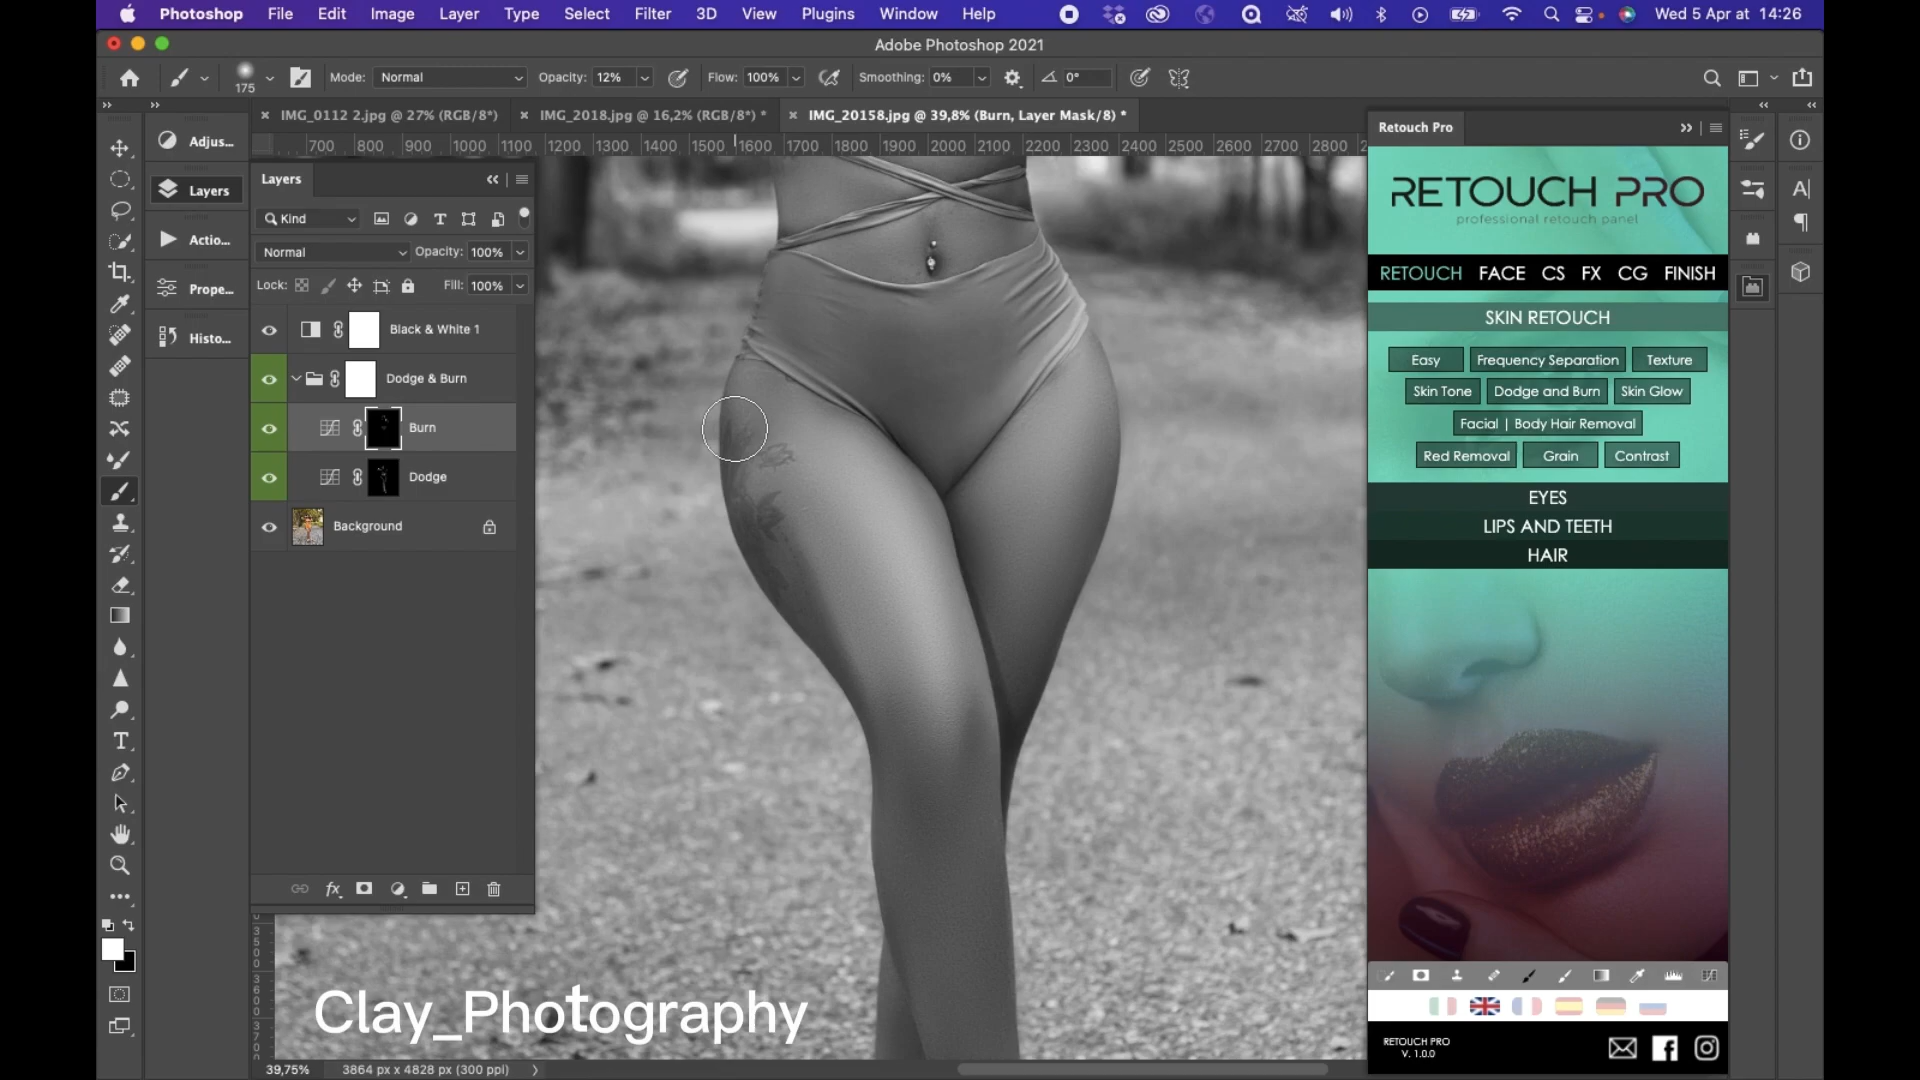 Photoshop File Edit Image Layer Type Select Filter 3D View Plugins Window Help Wed 5 Apr at 14:26
Adobe Photoshop 2021
175 Mode: Normal Opacity: 12% Flow: 100% Smoothing: 0% 0°
IMG_0112 2.jpg @ 27% (RGB/8*) IMG_2018.jpg @ 16,2% (RGB/8*) * IMG_20158.jpg @ 39,8% (Burn, Layer Mask/8) *
700 800 900 1000 1100 1200 1300 1400 1500 1600 1700 1800 1900 2000 2100 2200 2300 2400 2500 2600 2700 2800
Adjus...
Layers
Actio...
Prope...
Histo...
Layers
Kind
Normal Opacity: 100%
Lock: Fill: 100%
Black & White 1
Dodge & Burn
Burn
Dodge
Background
fx
Clay_Photography
39,75% 3864 px x 4828 px (300 ppi)
Retouch Pro
RETOUCH PRO
professional retouch panel
RETOUCH FACE CS FX CG FINISH
SKIN RETOUCH
Easy Frequency Separation Texture
Skin Tone Dodge and Burn Skin Glow
Facial | Body Hair Removal
Red Removal Grain Contrast
EYES
LIPS AND TEETH
HAIR
RETOUCH PRO
V. 1.0.0